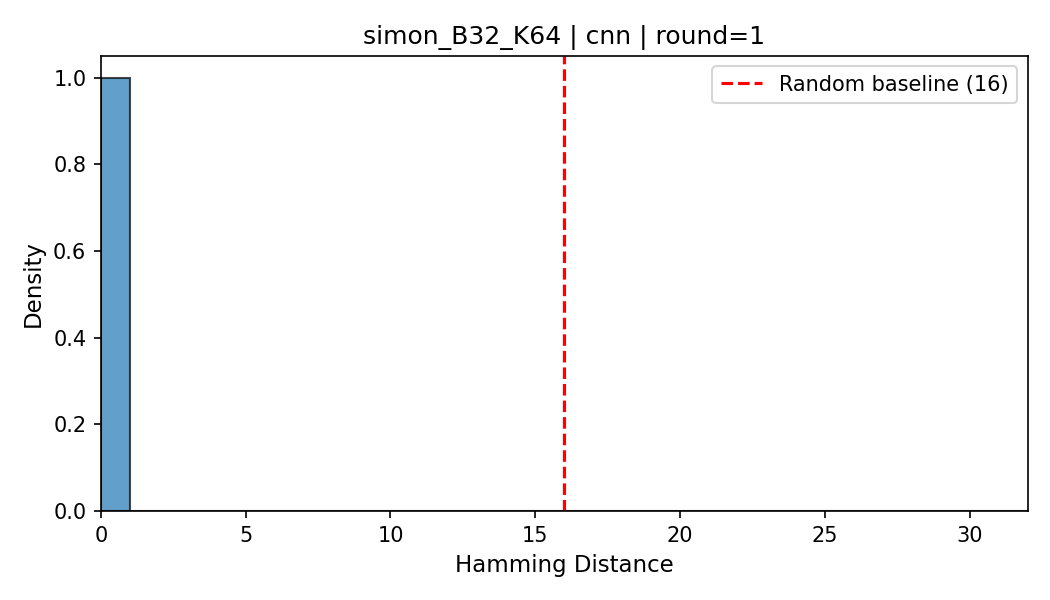 simon_B32_K64 | cnn | round=1
Random baseline (16)
1.0
0.8
0.6
0.4
0.2
0.0
Density
0 5 10 15 20 25 30
Hamming Distance